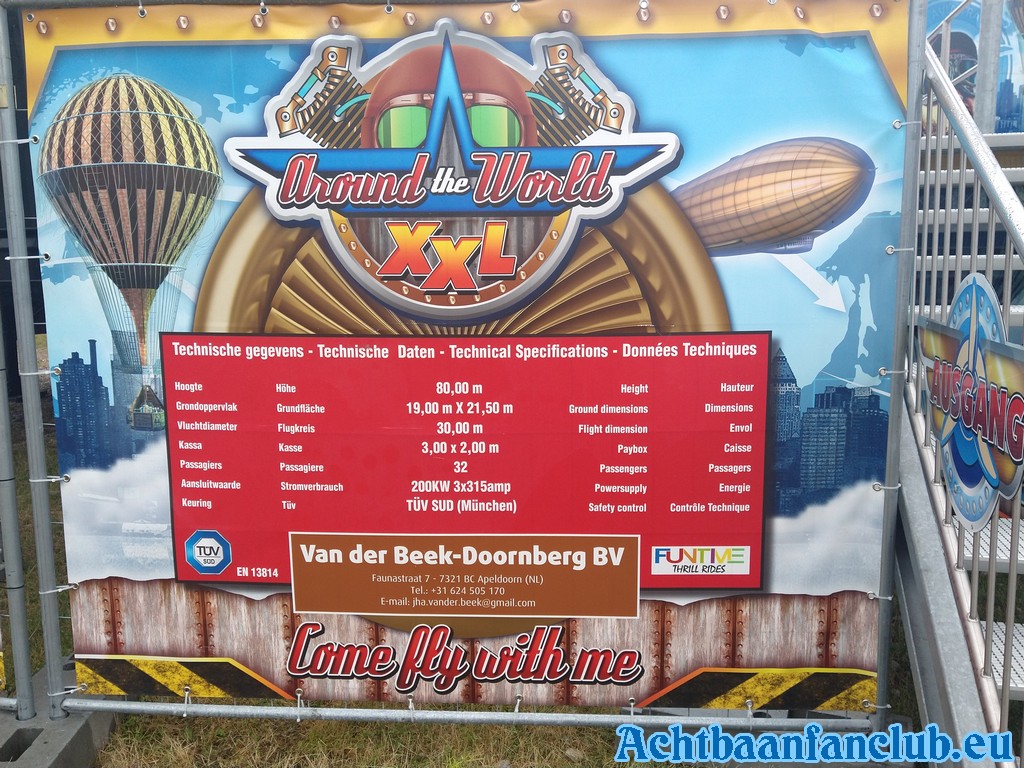 Around the World
XXL
Technische gegevens - Technische Daten - Technical Specifications - Données Techniques
Hoogte Höhe 80,00 m Height Hauteur
Grondoppervlak Grundfläche 19,00 m X 21,50 m Ground dimensions Dimensions
Vluchtdiameter Flugkreis 30,00 m Flight dimension Envol
Kassa Kasse 3,00 x 2,00 m Paybox Caisse
Passagiers Passagiere 32 Passengers Passagers
Aansluitwaarde Stromverbrauch 200KW 3x315amp Powersupply Energie
Keuring Tüv TÜV SUD (München) Safety control Contrôle Technique
TÜV
SÜD
EN 13814
Van der Beek-Doornberg BV
Faunastraat 7 - 7321 BC Apeldoorn (NL)
Tel.: +31 624 505 170
E-mail: jha.vander.beek@gmail.com
FUNTIME
THRILL RIDES
Come fly with me
AUSGANG
Achtbaanfanclub.eu